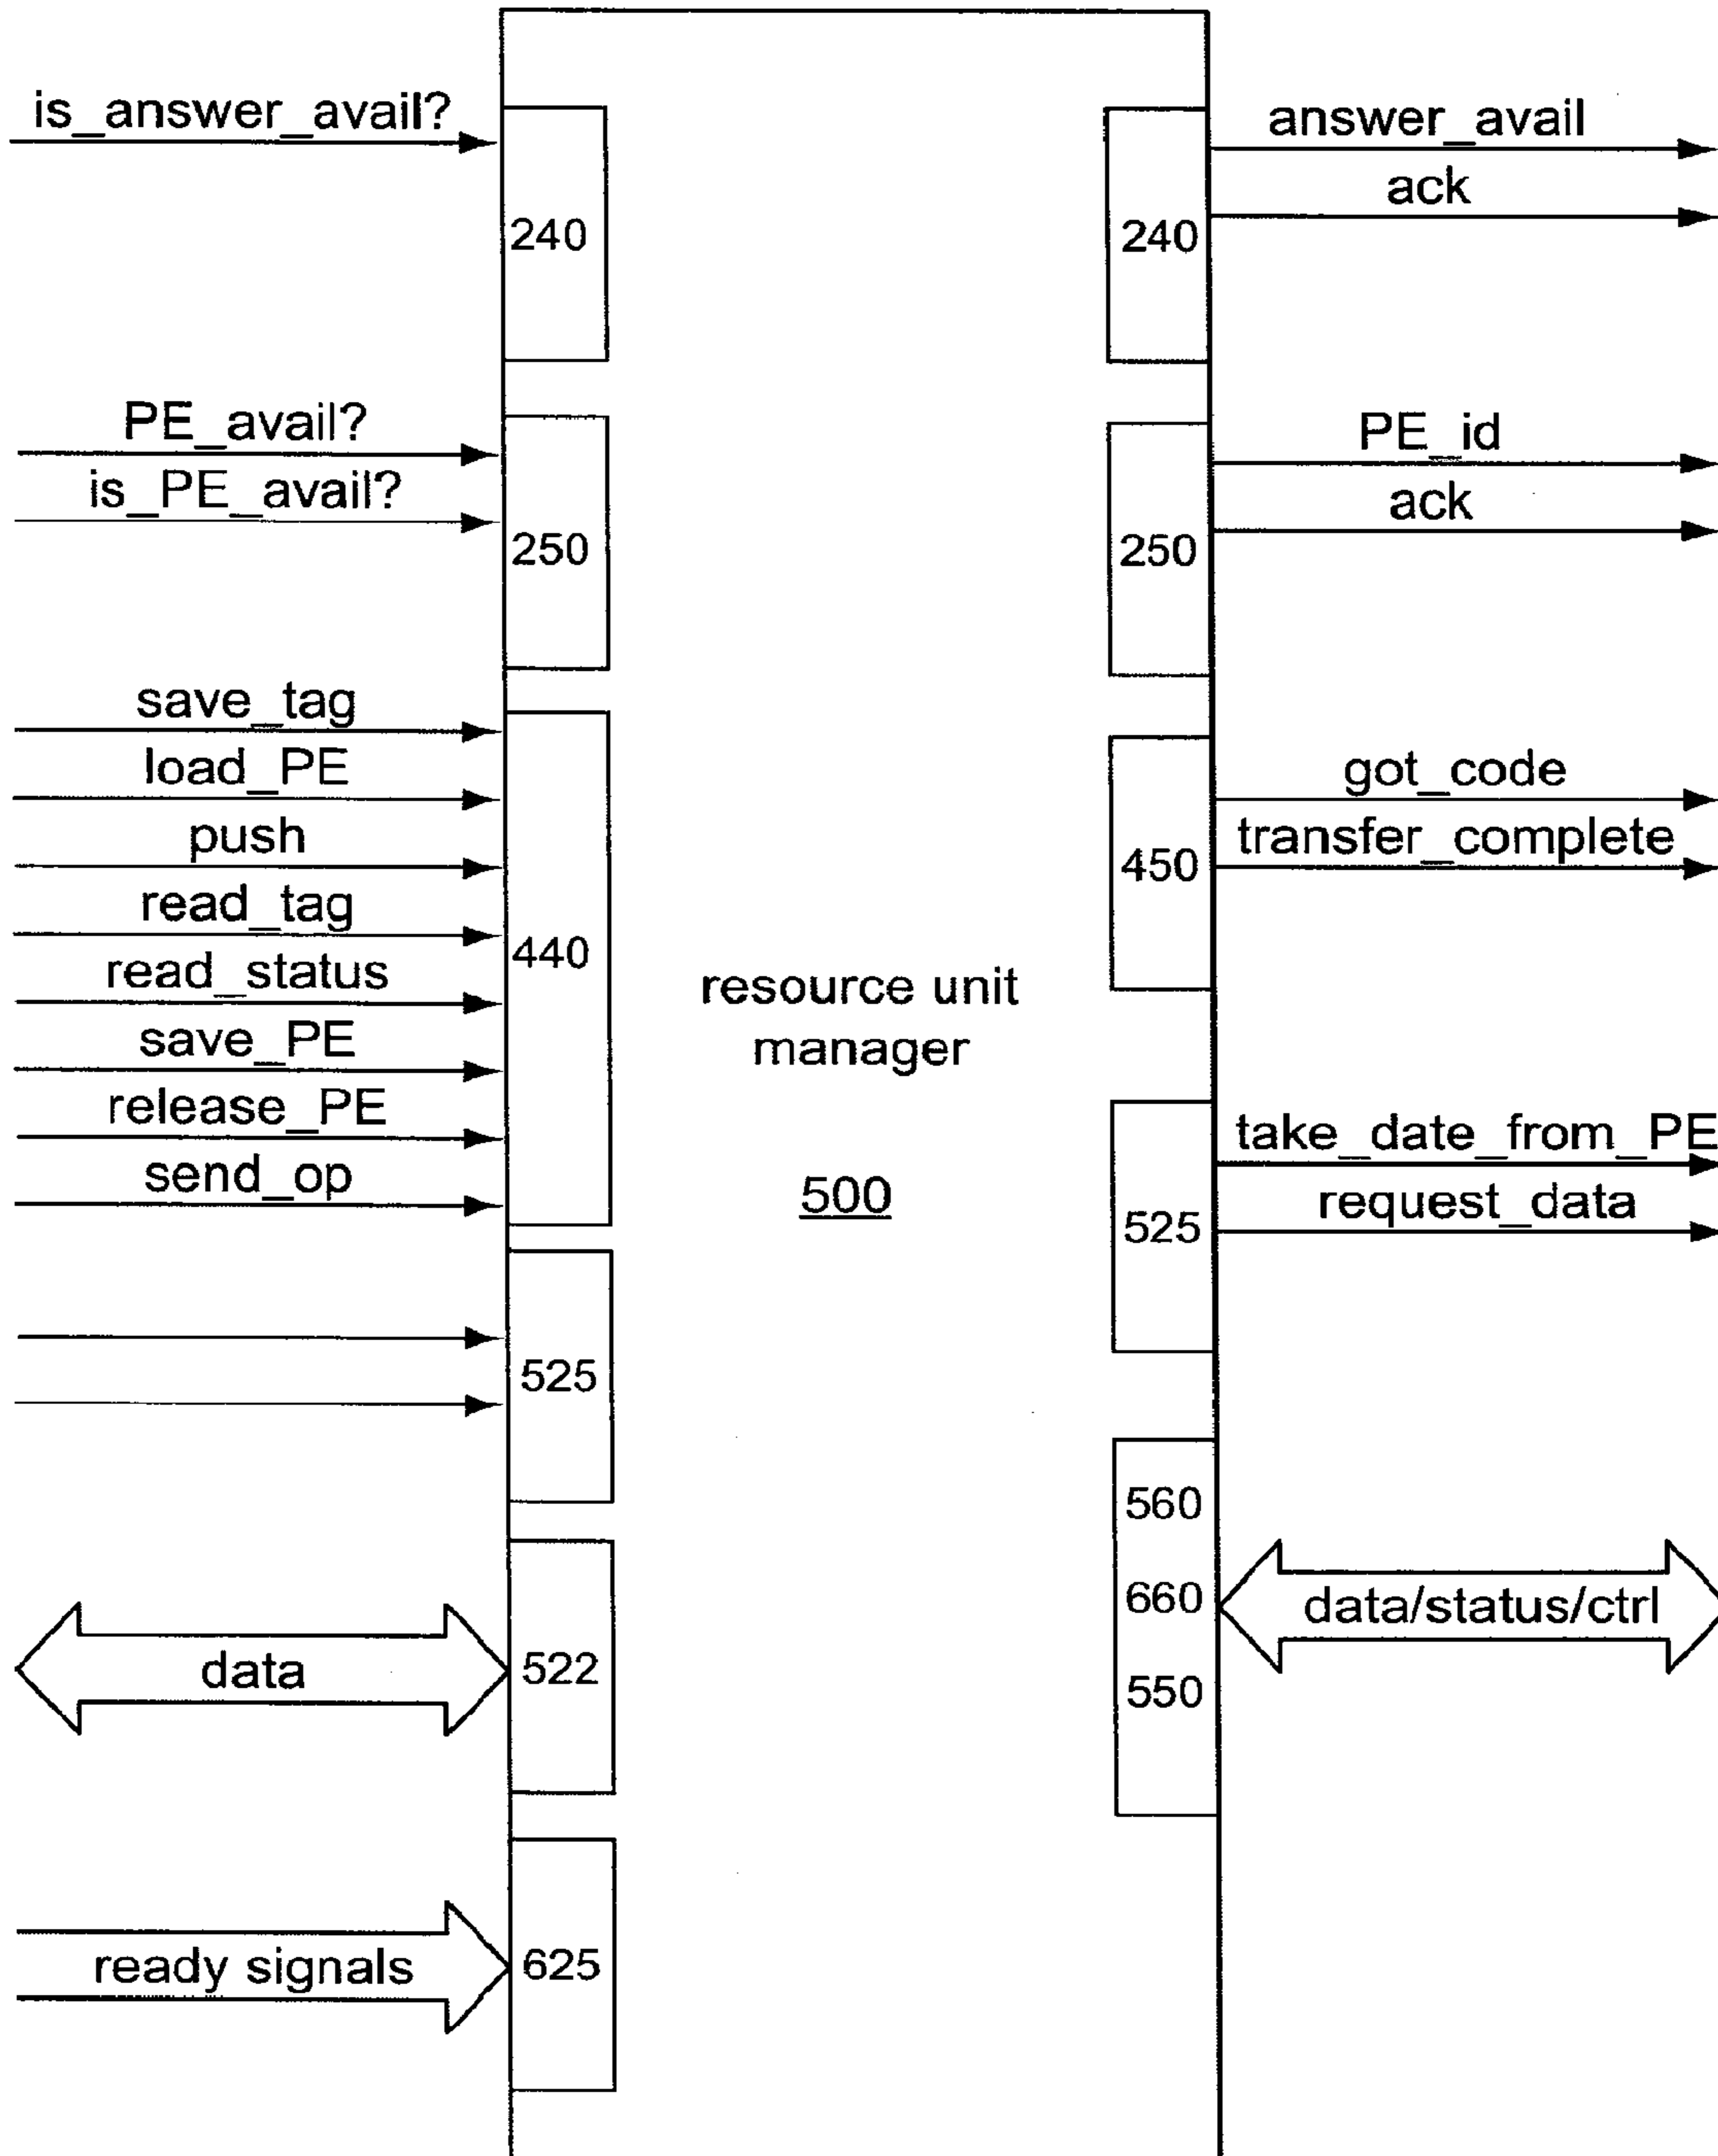 is_answer_avail?
240
PE_avail?
is_PE_avail?
250
save_tag
load_PE
push
read_tag
read_status
save_PE
release_PE
send_op
440
525
data
522
ready signals
625
resource unit
manager
500
answer_avail
ack
240
PE_id
ack
250
got_code
transfer_complete
450
take_date_from_PE
request_data
525
560
660
550
data/status/ctrl